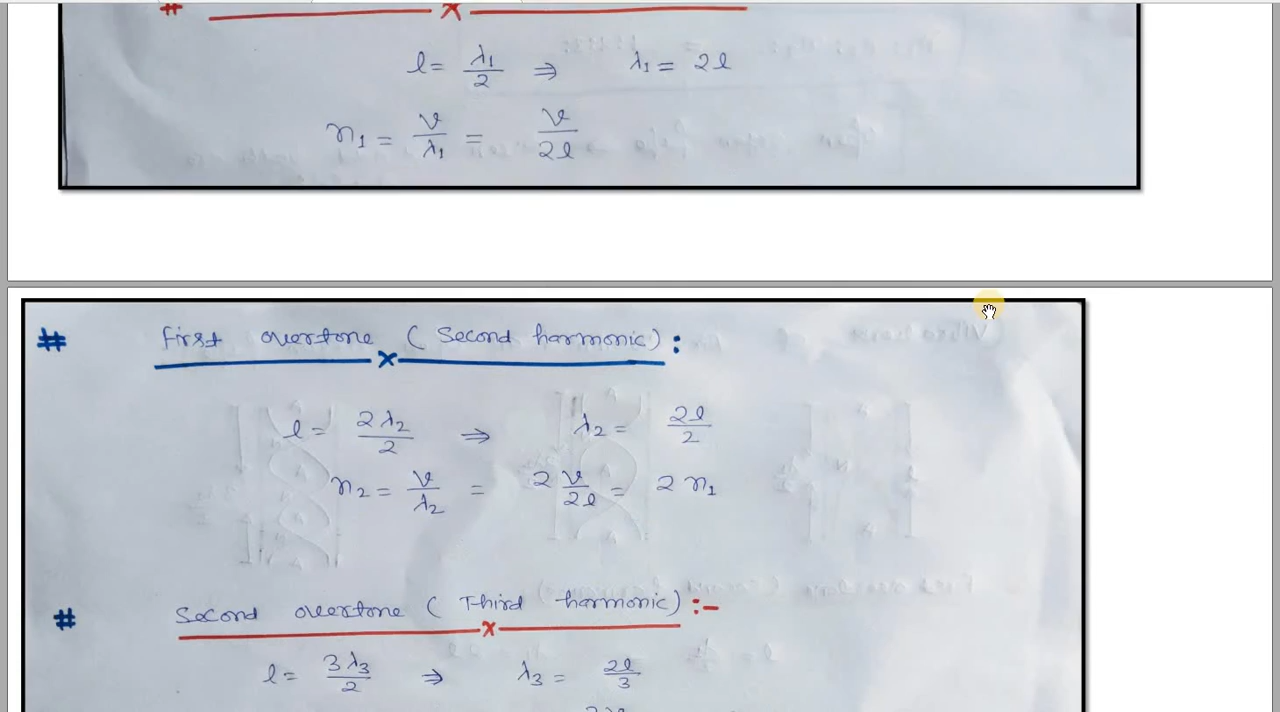 #
l = λ1/2 ⇒ λ1 = 2l
n1 = v/λ1 = v/2l
# First overtone ( Second harmonic) :
l = 2λ2/2 ⇒ λ2 = 2l/2
n2 = v/λ2 = 2 v/2l = 2 n1
# Second overtone ( Third harmonic) :-
l = 3λ3/2 ⇒ λ3 = 2l/3